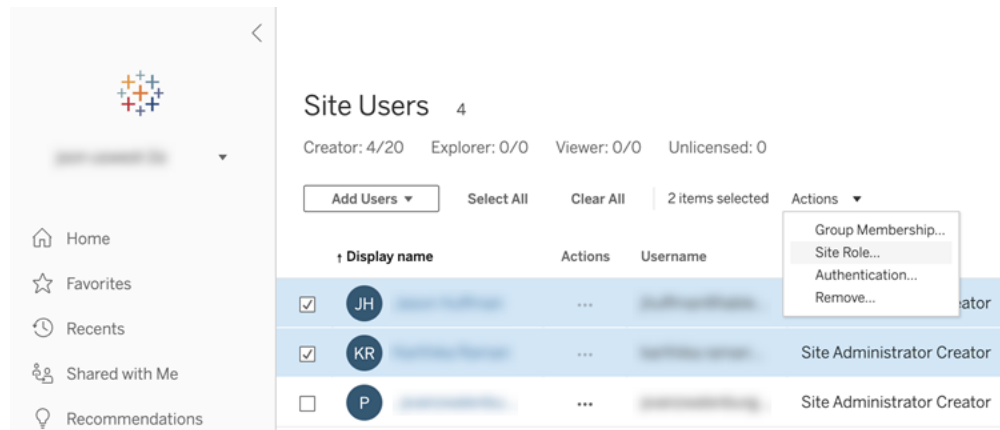 Site Users 4
Creator: 4/20 Explorer: 0/0 Viewer: 0/0 Unlicensed: 0
Add Users Select All Clear All 2 items selected Actions
Group Membership...
Site Role...
Authentication...
Remove...
Home
Favorites
Recents
Shared with Me
Recommendations
↑ Display name Actions Username
JH ...
KR ... Site Administrator Creator
P ... Site Administrator Creator